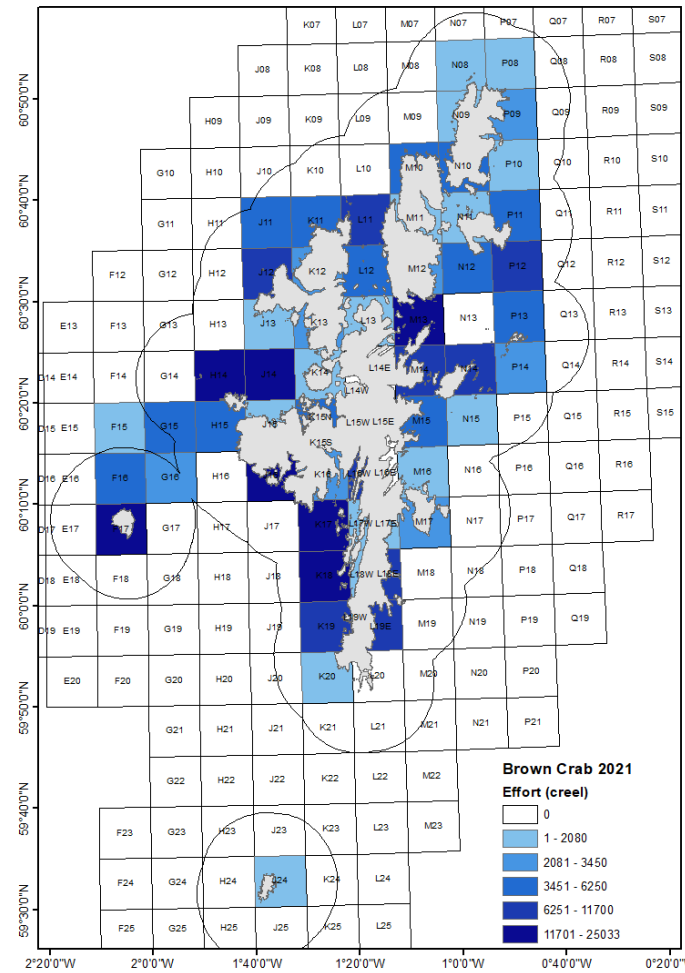 K07 L07 M07 N07 P07 Q07 R07 S07
J08 K08 L08 M08 N08 P08 Q08 R08 S08
60°50'0"N
H09 J09 K09 L09 M09 N09 P09 Q09 R09 S09
G10 H10 J10 K10 L10 M10 N10 P10 Q10 R10 S10
60°40'0"N
G11 H11 J11 K11 L11 M11 N11 P11 Q11 R11 S11
F12 G12 H12 J12 K12 L12 M12 N12 P12 Q12 R12 S12
60°30'0"N
E13 F13 G13 H13 J13 K13 L13 M13 N13 P13 Q13 R13 S13
D14 E14 F14 G14 H14 J14 K14 L14E M14 N14 P14 Q14 R14 S14
L14W
60°20'0"N
D15 E15 F15 G15 H15 J15 K15N L15W L15E M15 N15 P15 Q15 R15 S15
K15S
D16 E16 F16 G16 H16 K16 L16W L16E M16 N16 P16 Q16 R16
60°10'0"N
D17 E17 F17 G17 H17 J17 K17 L17W L17E M17 N17 P17 Q17 R17
D18 E18 F18 G18 H18 J18 K18 L18W L18E M18 N18 P18 Q18
60°0'0"N
D19 E19 F19 G19 H19 J19 K19 L19W L19E M19 N19 P19 Q19
E20 F20 G20 H20 J20 K20 L20 M20 N20 P20
59°50'0"N
G21 H21 J21 K21 L21 M21 N21 P21
G22 H22 J22 K22 L22 M22
59°40'0"N
F23 G23 H23 J23 K23 L23 M23
F24 G24 H24 J24 K24 L24
59°30'0"N
F25 G25 H25 J25 K25 L25
Brown Crab 2021
Effort (creel)
0
1 - 2080
2081 - 3450
3451 - 6250
6251 - 11700
11701 - 25033
2°20'0"W 2°0'0"W 1°40'0"W 1°20'0"W 1°0'0"W 0°40'0"W 0°20'0"W